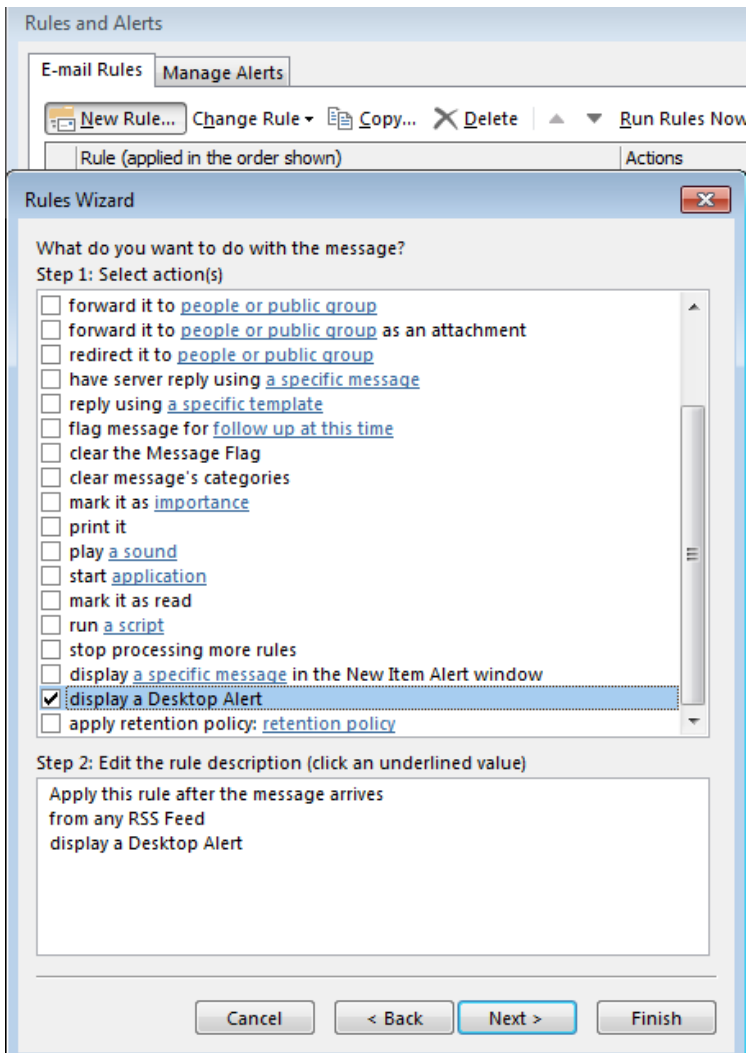 Rules and Alerts
E-mail Rules Manage Alerts
New Rule... Change Rule Copy... Delete Run Rules Now
Rule (applied in the order shown) Actions
Rules Wizard
What do you want to do with the message?
Step 1: Select action(s)
forward it to people or public group
forward it to people or public group as an attachment
redirect it to people or public group
have server reply using a specific message
reply using a specific template
flag message for follow up at this time
clear the Message Flag
clear message's categories
mark it as importance
print it
play a sound
start application
mark it as read
run a script
stop processing more rules
display a specific message in the New Item Alert window
display a Desktop Alert
apply retention policy: retention policy
Step 2: Edit the rule description (click an underlined value)
Apply this rule after the message arrives
from any RSS Feed
display a Desktop Alert
Cancel < Back Next > Finish